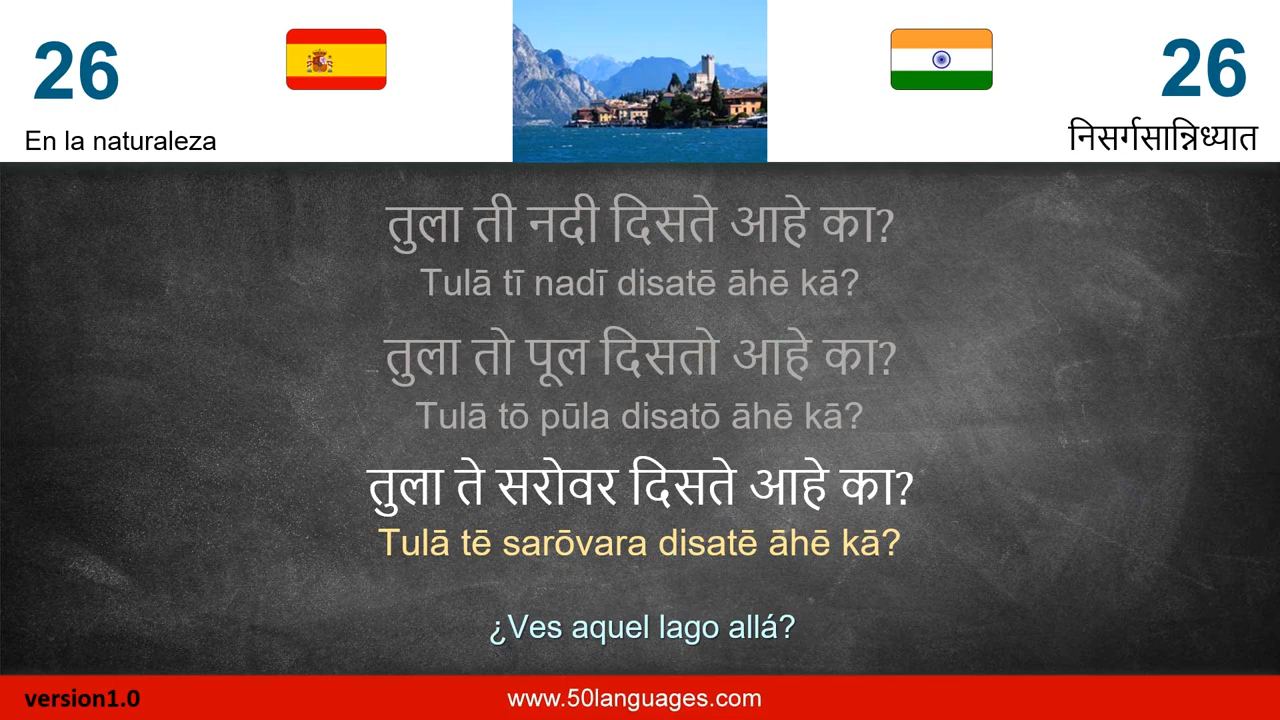 26
26
En la naturaleza
निसर्गसान्निध्यात
तुला ती नदी दिसते आहे का?
Tulā tī nadī disatē āhē kā?
तुला तो पूल दिसतो आहे का?
Tulā tō pūla disatō āhē kā?
तुला ते सरोवर दिसते आहे का?
Tulā tē sarōvara disatē āhē kā?
¿Ves aquel lago allá?
version1.0
www.50languages.com